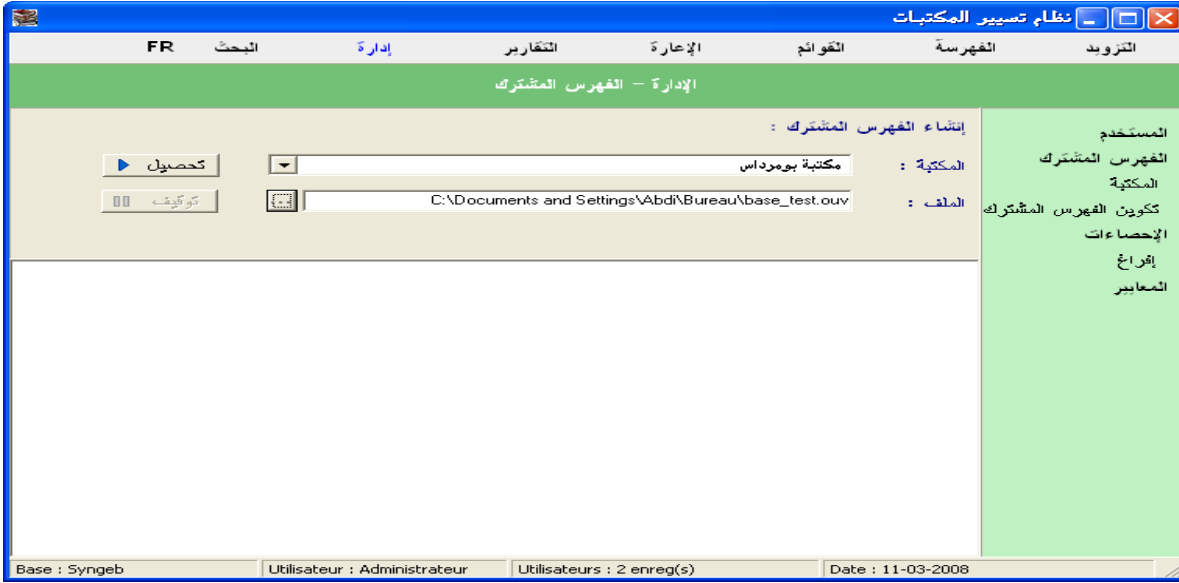 نظام تسيير المكتبات
التزويد الفهرسة القوائم الإعارة التقارير إدارة البحث FR
الإدارة – الفهرس المشترك
إنشاء الفهرس المشترك :
المكتبة : مكتبة بومرداس تحصيل
الملف : C:\Documents and Settings\Abdi\Bureau\base_test.ouv ... توقيف
المستخدم
الفهرس المشترك
المكتبة
تكوين الفهرس المشترك
الإحصاءات
إفراغ
المعايير
Base : Syngeb Utilisateur : Administrateur Utilisateurs : 2 enreg(s) Date : 11-03-2008